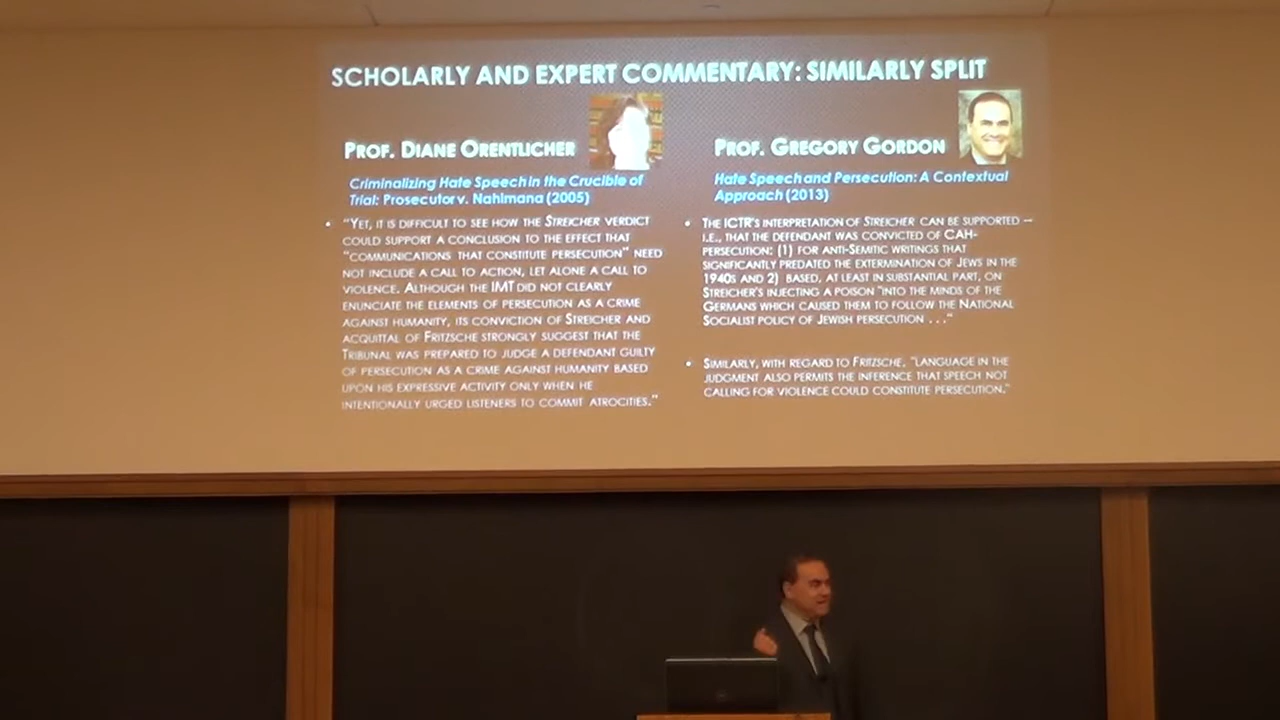 SCHOLARLY AND EXPERT COMMENTARY: SIMILARLY SPLIT
PROF. DIANE ORENTLICHER
Criminalizing Hate Speech in the Crucible of
Trial: Prosecutor v. Nahimana (2005)
• "YET, IT IS DIFFICULT TO SEE HOW THE STREICHER VERDICT
COULD SUPPORT A CONCLUSION TO THE EFFECT THAT
"COMMUNICATIONS THAT CONSTITUTE PERSECUTION" NEED
NOT INCLUDE A CALL TO ACTION, LET ALONE A CALL TO
VIOLENCE. ALTHOUGH THE IMT DID NOT CLEARLY
ENUNCIATE THE ELEMENTS OF PERSECUTION AS A CRIME
AGAINST HUMANITY, ITS CONVICTION OF STREICHER AND
ACQUITTAL OF FRITZSCHE STRONGLY SUGGEST THAT THE
TRIBUNAL WAS PREPARED TO JUDGE A DEFENDANT GUILTY
OF PERSECUTION AS A CRIME AGAINST HUMANITY BASED
UPON HIS EXPRESSIVE ACTIVITY ONLY WHEN HE
INTENTIONALLY URGED LISTENERS TO COMMIT ATROCITIES."
PROF. GREGORY GORDON
Hate Speech and Persecution: A Contextual
Approach (2013)
• THE ICTR'S INTERPRETATION OF STREICHER CAN BE SUPPORTED –
I.E., THAT THE DEFENDANT WAS CONVICTED OF CAH-
PERSECUTION: (1) FOR ANTI-SEMITIC WRITINGS THAT
SIGNIFICANTLY PREDATED THE EXTERMINATION OF JEWS IN THE
1940S AND 2) BASED, AT LEAST IN SUBSTANTIAL PART, ON
STREICHER'S INJECTING A POISON "INTO THE MINDS OF THE
GERMANS WHICH CAUSED THEM TO FOLLOW THE NATIONAL
SOCIALIST POLICY OF JEWISH PERSECUTION . . ."
• SIMILARLY, WITH REGARD TO FRITZSCHE, "LANGUAGE IN THE
JUDGMENT ALSO PERMITS THE INFERENCE THAT SPEECH NOT
CALLING FOR VIOLENCE COULD CONSTITUTE PERSECUTION."